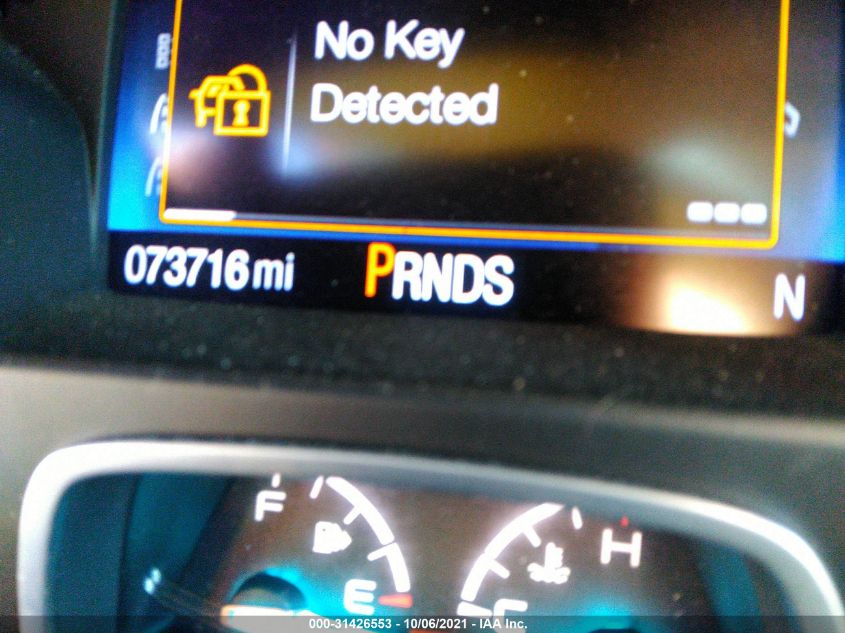 No Key
Detected
073716 mi PRNDS N
F H
E C
000-31426553 - 10/06/2021 - IAA Inc.